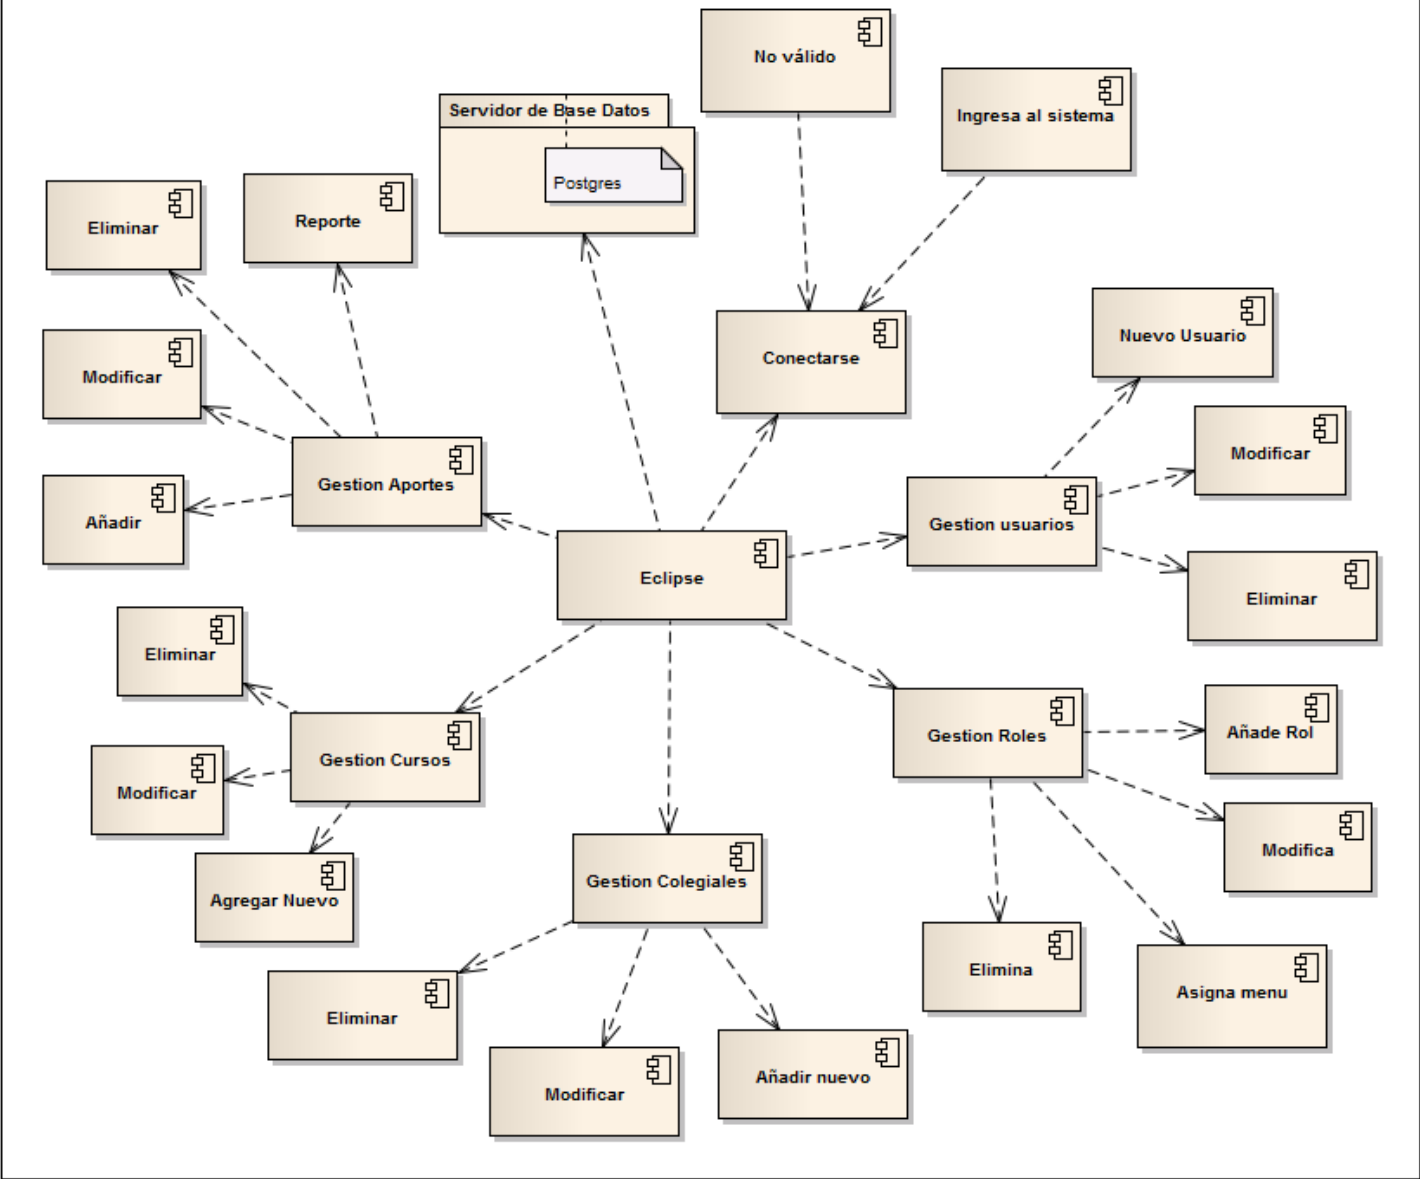 No válido
Ingresa al sistema
Servidor de Base Datos
Postgres
Eliminar
Reporte
Nuevo Usuario
Modificar
Conectarse
Modificar
Gestion Aportes
Añadir
Gestion usuarios
Eclipse
Eliminar
Eliminar
Gestion Cursos
Gestion Roles
Añade Rol
Modificar
Modifica
Agregar Nuevo
Gestion Colegiales
Elimina
Asigna menu
Eliminar
Modificar
Añadir nuevo